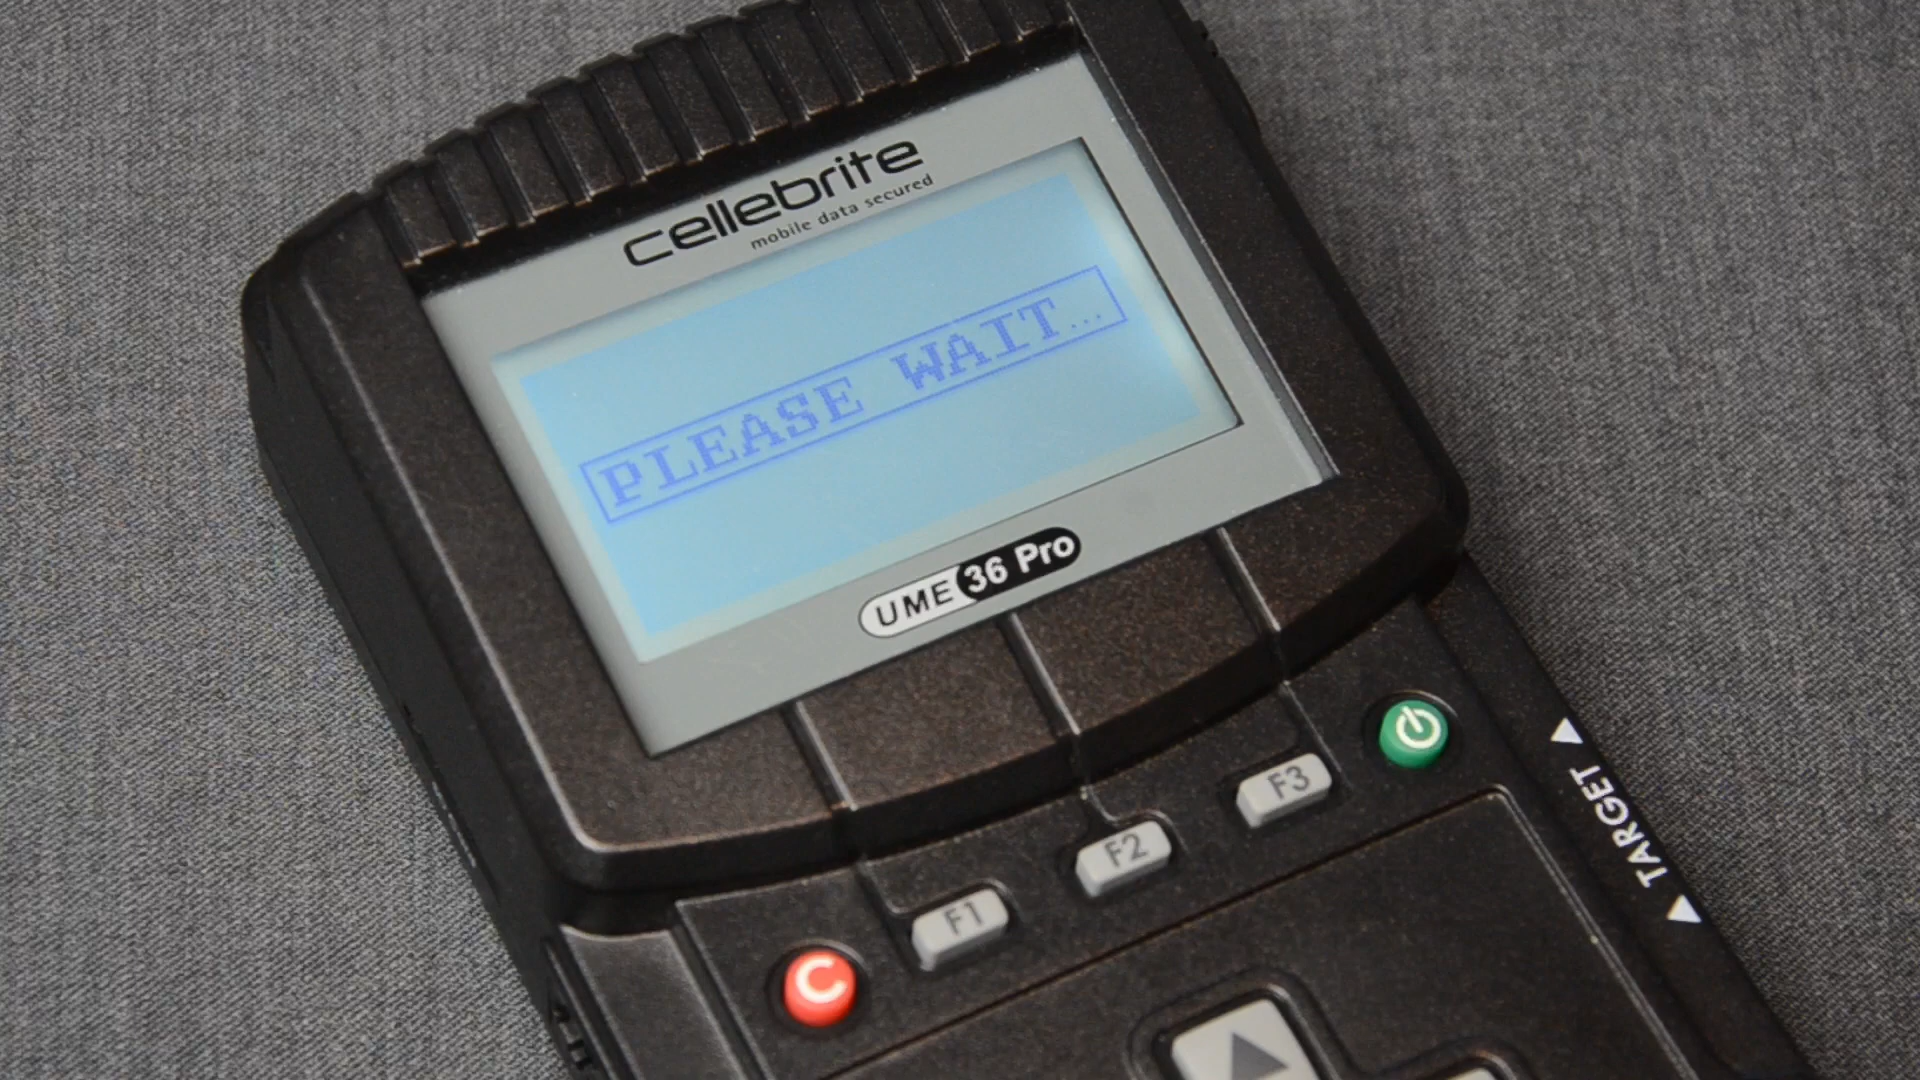 cellebrite
mobile data secured
PLEASE WAIT...
UME 36 Pro
F1
F2
F3
C
TARGET